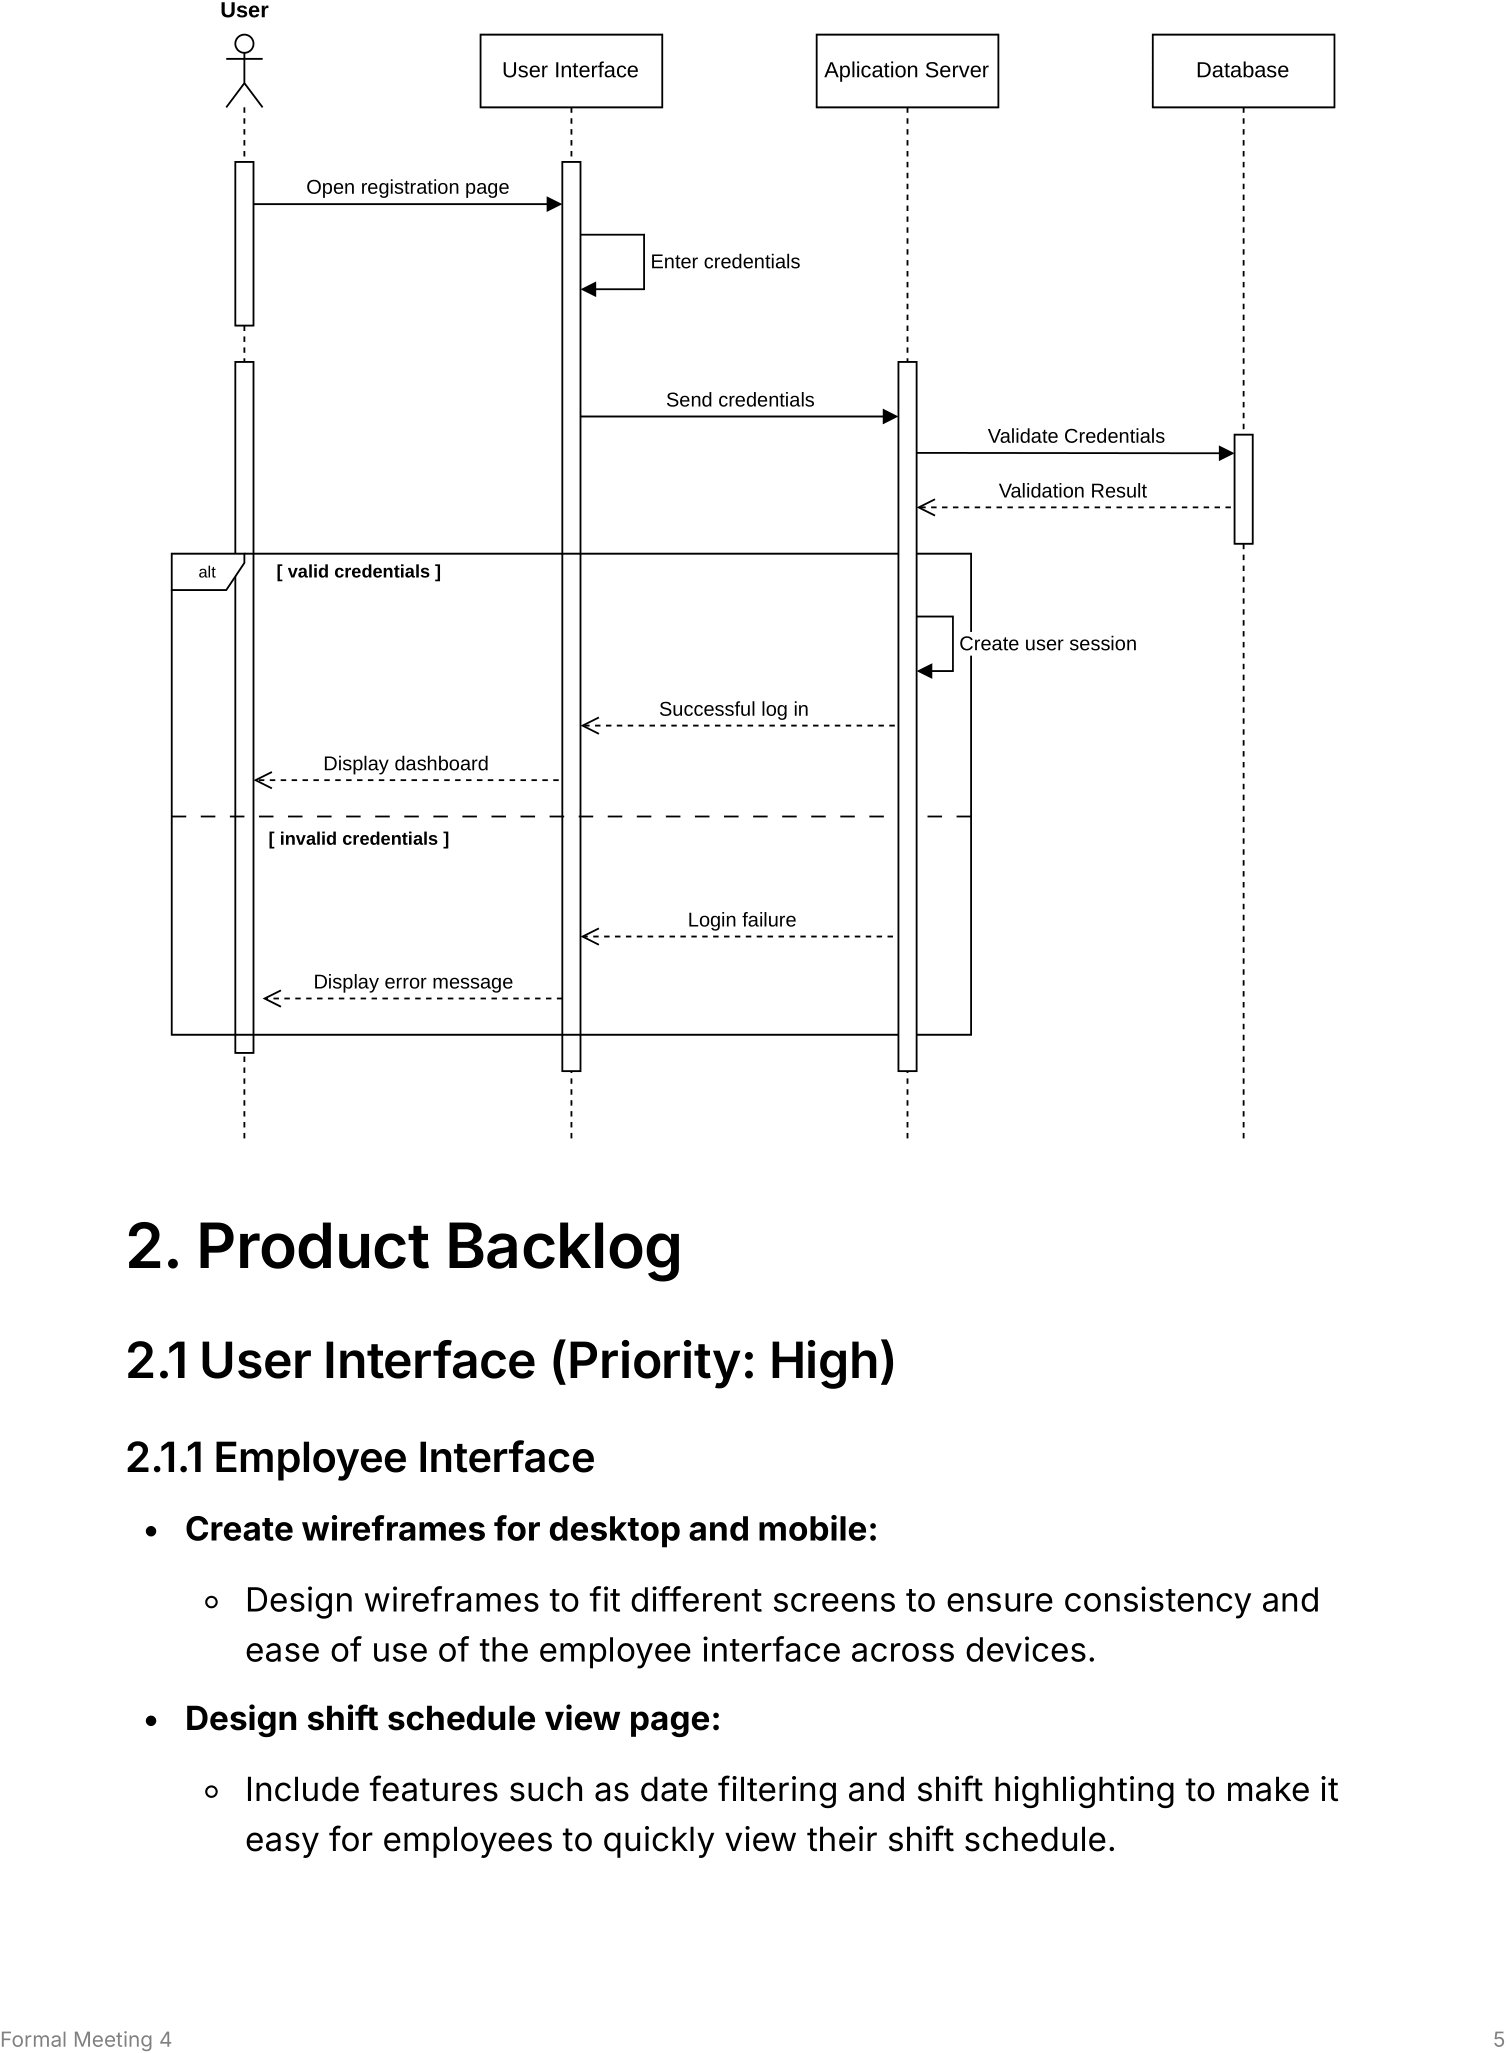 User
User Interface
Aplication Server
Database
Open registration page
Enter credentials
Send credentials
Validate Credentials
Validation Result
alt
[ valid credentials ]
Create user session
Successful log in
Display dashboard
[ invalid credentials ]
Login failure
Display error message
2. Product Backlog
2.1 User Interface (Priority: High)
2.1.1 Employee Interface
• Create wireframes for desktop and mobile:
◦ Design wireframes to fit different screens to ensure consistency and
ease of use of the employee interface across devices.
• Design shift schedule view page:
◦ Include features such as date filtering and shift highlighting to make it
easy for employees to quickly view their shift schedule.
Formal Meeting 4
5